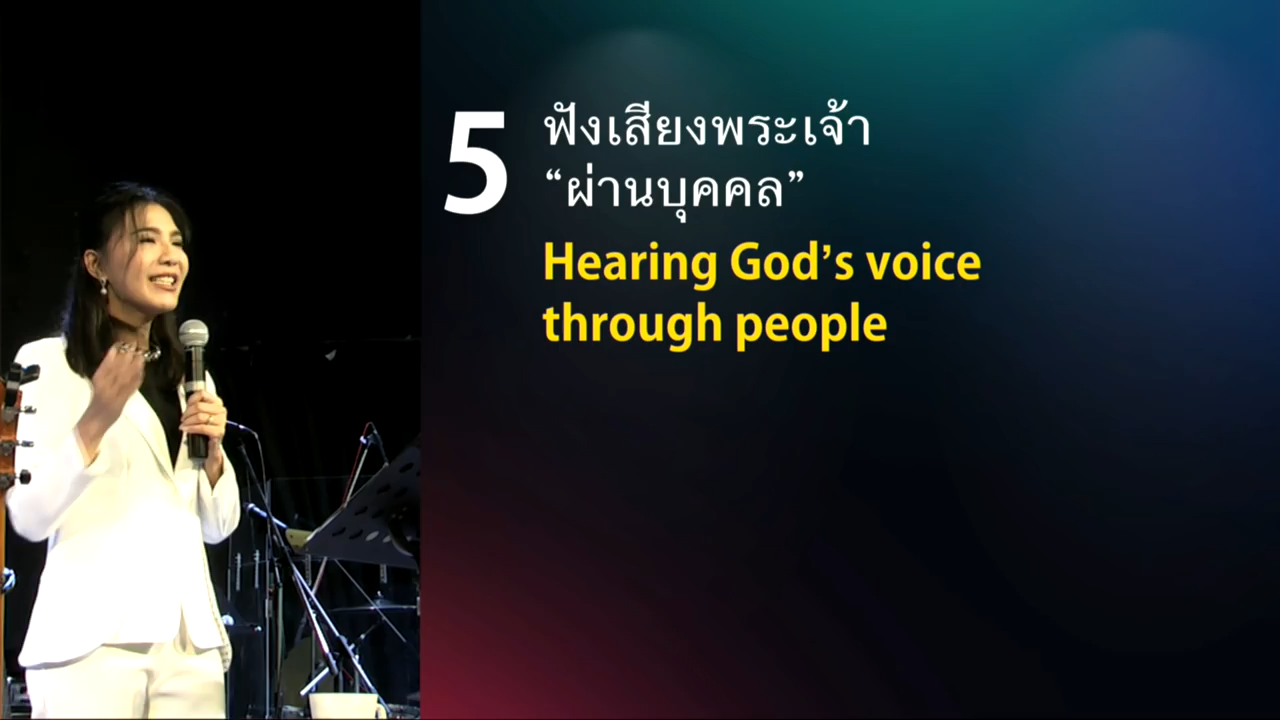 5
ฟังเสียงพระเจ้า
“ผ่านบุคคล”
Hearing God’s voice
through people